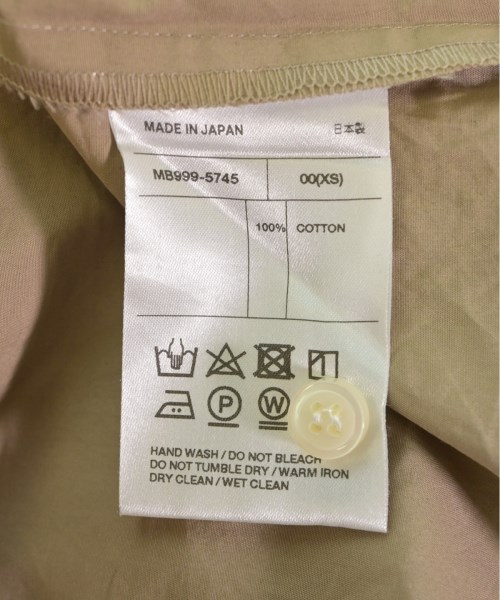 MADE IN JAPAN 日本製
MB999-5745 00(XS)
100% COTTON
P W
HAND WASH / DO NOT BLEACH
DO NOT TUMBLE DRY / WARM IRON
DRY CLEAN / WET CLEAN